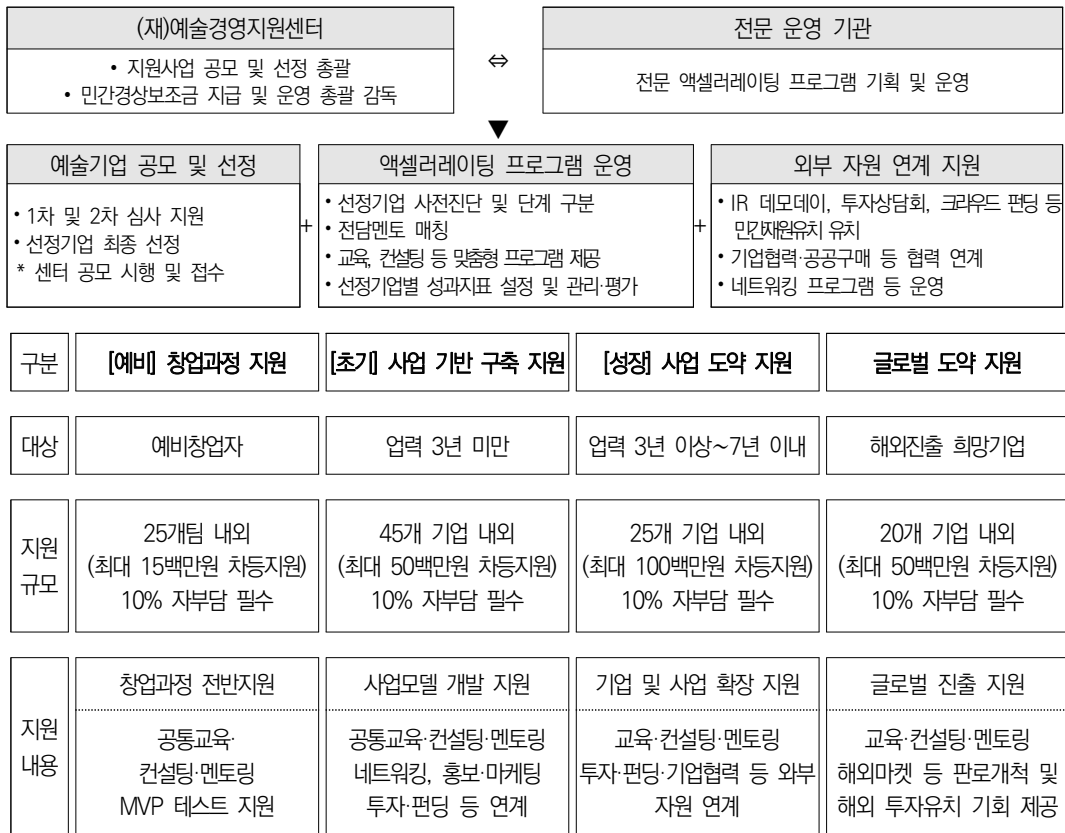 (재)예술경영지원센터
• 지원사업 공모 및 선정 총괄
• 민간경상보조금 지급 및 운영 총괄 감독
⇔
전문 운영 기관
전문 액셀러레이팅 프로그램 기획 및 운영
▼
예술기업 공모 및 선정
• 1차 및 2차 심사 지원
• 선정기업 최종 선정
* 센터 공모 시행 및 접수
+
액셀러레이팅 프로그램 운영
• 선정기업 사전진단 및 단계 구분
• 전담멘토 매칭
• 교육, 컨설팅 등 맞춤형 프로그램 제공
• 선정기업별 성과지표 설정 및 관리·평가
+
외부 자원 연계 지원
• IR 데모데이, 투자상담회, 크라우드 펀딩 등
민간재원유치 유치
• 기업협력·공공구매 등 협력 연계
• 네트워킹 프로그램 등 운영
구분
[예비] 창업과정 지원
[초기] 사업 기반 구축 지원
[성장] 사업 도약 지원
글로벌 도약 지원
대상
예비창업자
업력 3년 미만
업력 3년 이상~7년 이내
해외진출 희망기업
지원
규모
25개팀 내외
(최대 15백만원 차등지원)
10% 자부담 필수
45개 기업 내외
(최대 50백만원 차등지원)
10% 자부담 필수
25개 기업 내외
(최대 100백만원 차등지원)
10% 자부담 필수
20개 기업 내외
(최대 50백만원 차등지원)
10% 자부담 필수
지원
내용
창업과정 전반지원
공통교육·
컨설팅·멘토링
MVP 테스트 지원
사업모델 개발 지원
공통교육·컨설팅·멘토링
네트워킹, 홍보·마케팅
투자·펀딩 등 연계
기업 및 사업 확장 지원
교육·컨설팅·멘토링
투자·펀딩·기업협력 등 와부
자원 연계
글로벌 진출 지원
교육·컨설팅·멘토링
해외마켓 등 판로개척 및
해외 투자유치 기회 제공